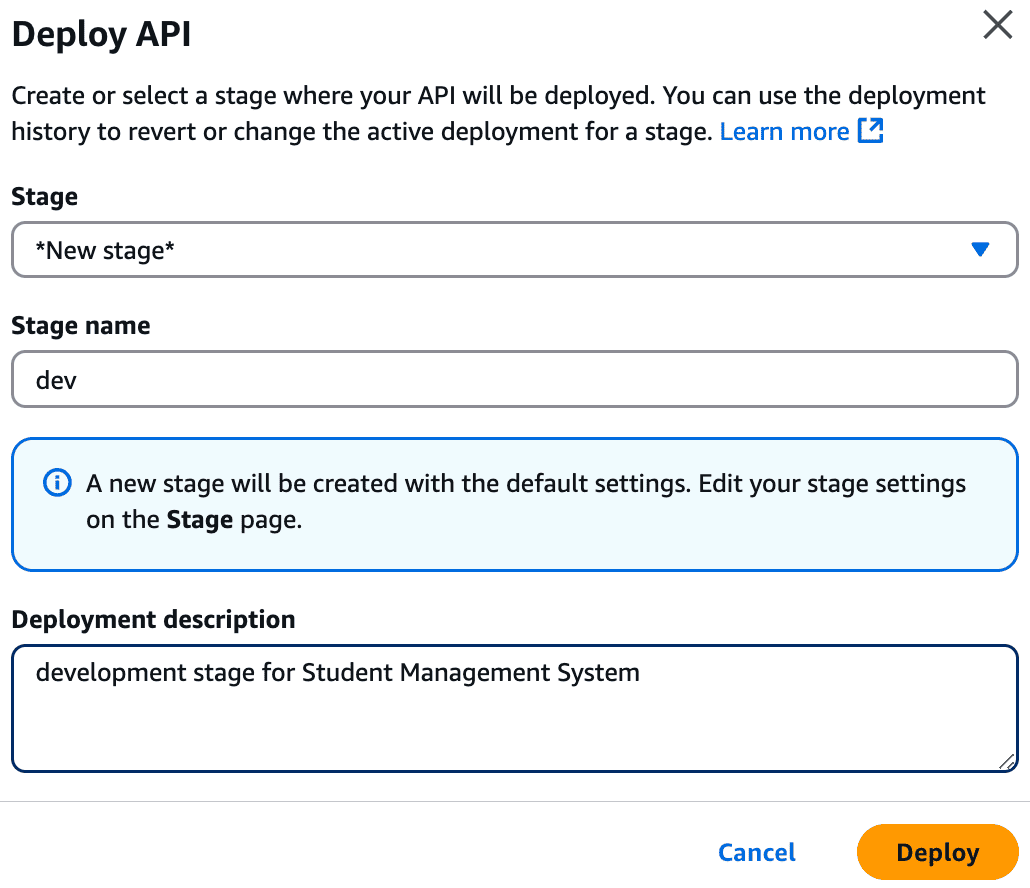 Deploy API
Create or select a stage where your API will be deployed. You can use the deployment
history to revert or change the active deployment for a stage. Learn more
Stage
*New stage*
Stage name
dev
A new stage will be created with the default settings. Edit your stage settings
on the Stage page.
Deployment description
development stage for Student Management System
Cancel
Deploy